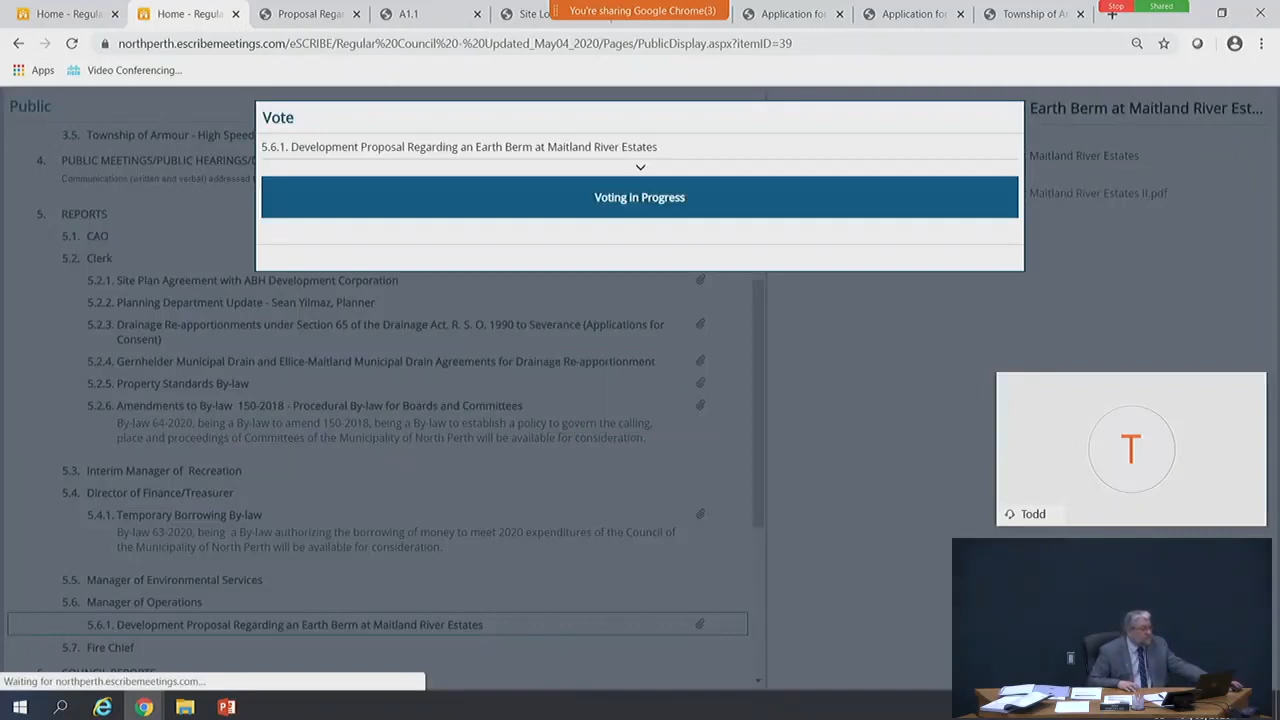 Home - Regula
Home - Regula
Proposal Rega
A1.1
Site Lo
You're sharing Google Chrome(3)
Application fo
Application fo
Township of A
Stop
Shared
northperth.escribemeetings.com/eSCRIBE/Regular%20Council%20-%20Updated_May04_2020/Pages/PublicDisplay.aspx?itemID=39
Apps
Video Conferencing...
Public
3.5. Township of Armour - High Speed
4. PUBLIC MEETINGS/PUBLIC HEARINGS/
Communications (written and verbal) addressed
Vote
5.6.1. Development Proposal Regarding an Earth Berm at Maitland River Estates
Voting in Progress
Earth Berm at Maitland River Est...
Maitland River Estates
Maitland River Estates II.pdf
5. REPORTS
5.1. CAO
5.2. Clerk
5.2.1. Site Plan Agreement with ABH Development Corporation
5.2.2. Planning Department Update - Sean Yilmaz, Planner
5.2.3. Drainage Re-apportionments under Section 65 of the Drainage Act, R. S. O, 1990 to Severance (Applications for
Consent)
5.2.4. Gernhelder Municipal Drain and Ellice-Maitland Municipal Drain Agreements for Drainage Re-apportionment
5.2.5. Property Standards By-law
5.2.6. Amendments to By-law 150-2018 - Procedural By-law for Boards and Committees
By-law 64-2020, being a By-law to amend 150-2018, being a By-law to establish a policy to govern the calling,
place and proceedings of Committees of the Municipality of North Perth will be available for consideration.
5.3. Interim Manager of Recreation
5.4. Director of Finance/Treasurer
5.4.1. Temporary Borrowing By-law
By-law 63-2020, being a By-law authorizing the borrowing of money to meet 2020 expenditures of the Council of
the Municipality of North Perth will be available for consideration.
5.5. Manager of Environmental Services
5.6. Manager of Operations
5.6.1. Development Proposal Regarding an Earth Berm at Maitland River Estates
5.7. Fire Chief
COUNCIL REPORTS
Waiting for northperth.escribemeetings.com...
T
Todd